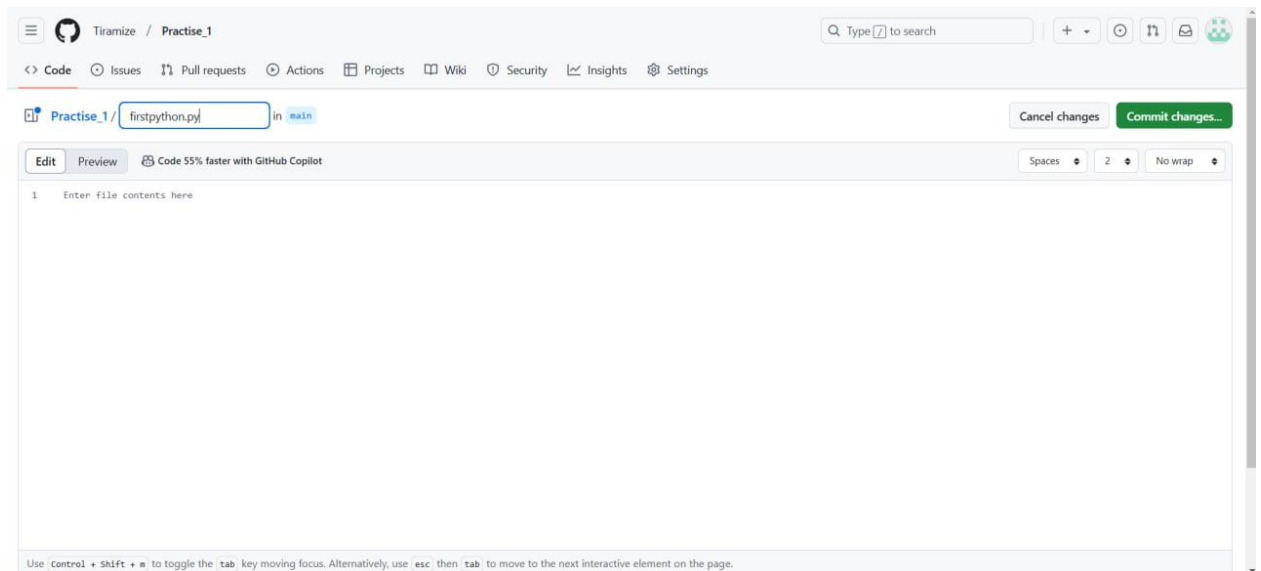 Tiramize / Practise_1
Type / to search
Code Issues Pull requests Actions Projects Wiki Security Insights Settings
Practise_1 / firstpython.py in main
Cancel changes Commit changes...
Edit Preview Code 55% faster with GitHub Copilot
Spaces 2 No wrap
1 Enter file contents here
Use Control + Shift + m to toggle the tab key moving focus. Alternatively, use esc then tab to move to the next interactive element on the page.